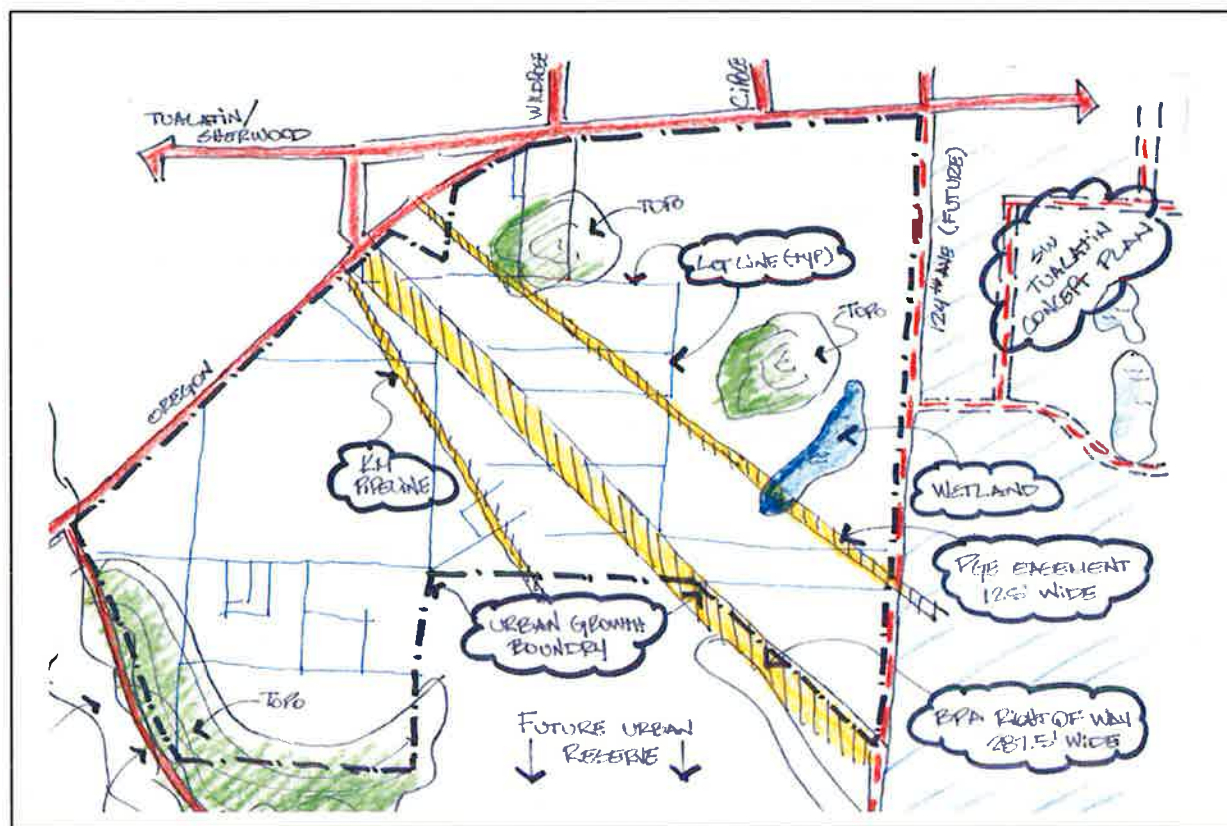 TUALATIN/
SHERWOOD
WILDROSE
CIPOLE
124TH AVE (FUTURE)
SW
TUALATIN
CONCEPT PLAN
TOPO
LOT LINE (TYP)
TOPO
OREGON
KM
PIPELINE
WETLAND
PGE EASEMENT
125' WIDE
URBAN GROWTH
BOUNDRY
BPA RIGHT OF WAY
287.5' WIDE
TOPO
FUTURE URBAN
RESERVE